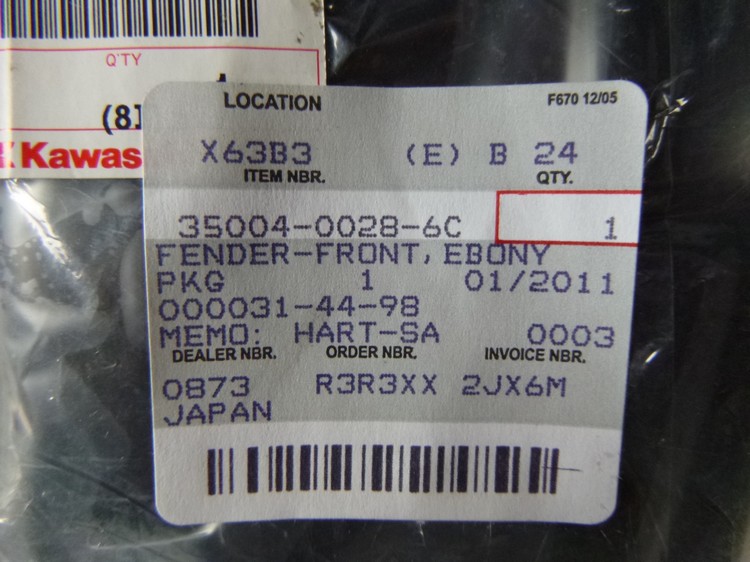 Q'TY
(8)
Kawas
LOCATION F670 12/05
X63B3 (E) B 24
ITEM NBR. QTY.
35004-0028-6C 1
FENDER-FRONT, EBONY
PKG 1 01/2011
000031-44-98
MEMO: HART-SA 0003
DEALER NBR. ORDER NBR. INVOICE NBR.
0873 R3R3XX 2JX6M
JAPAN